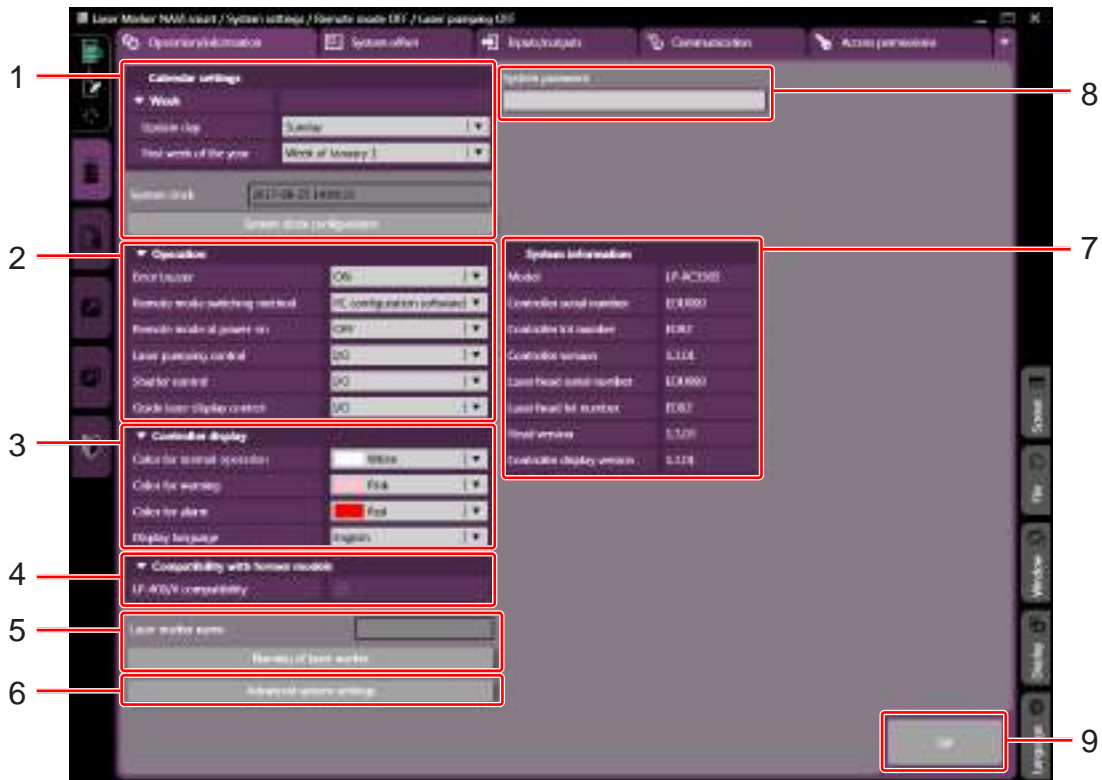 Laser Marker NAVI smart / System settings / Remote mode OFF / Laser pumping OFF
Operation/information
System offset
Inputs/outputs
Communication
Access permissions
1
Calendar settings
Week
Sunday
First week of the year
Week of January 1
System clock
System clock configuration
2
Operation
Error buzzer
ON
Remote mode switching method
PC configuration software
Remote mode at power on
OFF
Laser pumping control
I/O
Shutter control
I/O
Guide laser display control
I/O
3
Controller display
Color for normal operation
White
Color for warning
Pink
Color for alarm
Red
Display language
English
4
Compatibility with former models
LP-400/V compatibility
5
Laser marker name
Naming of laser marker
6
Advanced system settings
System password
8
7
System information
Model
Controller serial number
Controller lot number
Controller version
Laser head serial number
Laser head lot number
Head version
Controller display version
Screen
File
Window
Display
Language
9